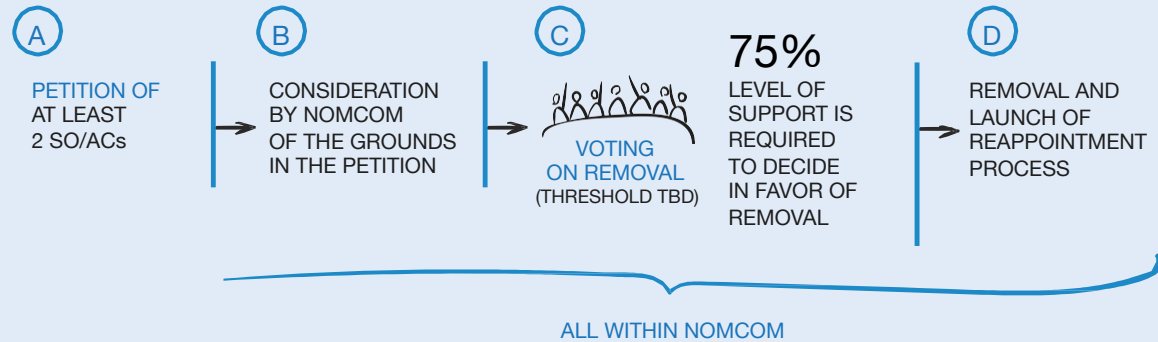 A
PETITION OF
AT LEAST
2 SO/ACs
B
CONSIDERATION
BY NOMCOM
OF THE GROUNDS
IN THE PETITION
C
VOTING
ON REMOVAL
(THRESHOLD TBD)
75%
LEVEL OF
SUPPORT IS
REQUIRED
TO DECIDE
IN FAVOR OF
REMOVAL
D
REMOVAL AND
LAUNCH OF
REAPPOINTMENT
PROCESS
ALL WITHIN NOMCOM